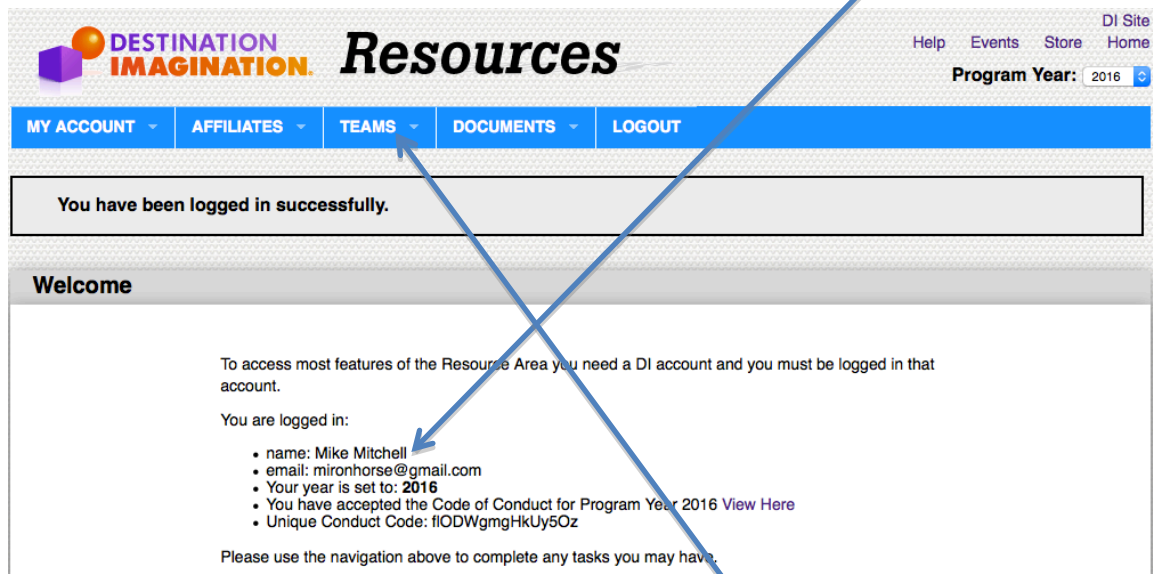 DI Site
DESTINATION IMAGINATION. Resources Help Events Store Home
Program Year: 2016
MY ACCOUNT AFFILIATES TEAMS DOCUMENTS LOGOUT
You have been logged in successfully.
Welcome
To access most features of the Resource Area you need a DI account and you must be logged in that
account.
You are logged in:
• name: Mike Mitchell
• email: mironhorse@gmail.com
• Your year is set to: 2016
• You have accepted the Code of Conduct for Program Year 2016 View Here
• Unique Conduct Code: flODWgmgHkUy5Oz
Please use the navigation above to complete any tasks you may have.